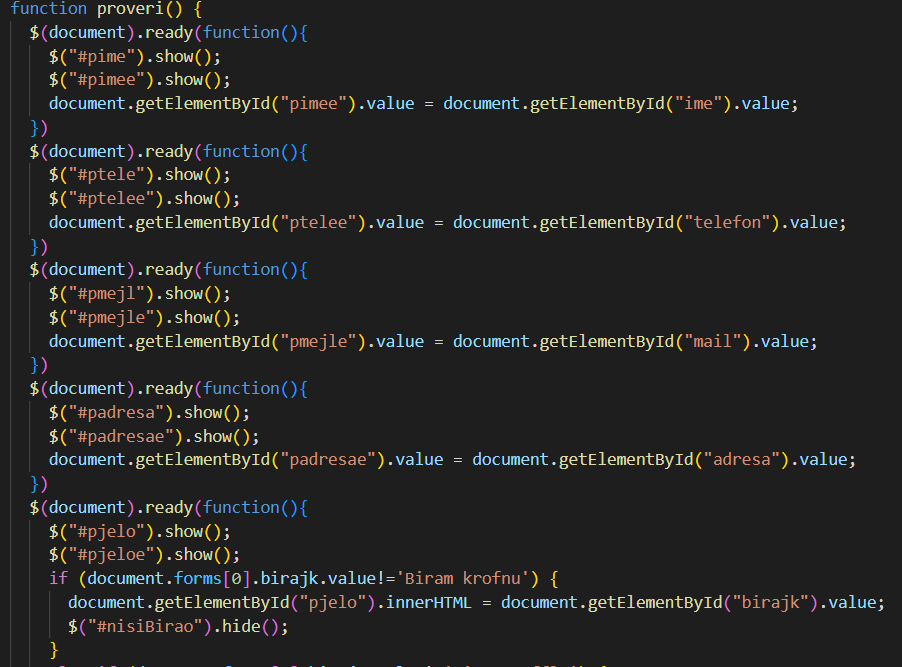 function proveri() {
$(document).ready(function(){
$("#pime").show();
$("#pimee").show();
document.getElementById("pimee").value = document.getElementById("ime").value;
})
$(document).ready(function(){
$("#ptele").show();
$("#ptelee").show();
document.getElementById("ptelee").value = document.getElementById("telefon").value;
})
$(document).ready(function(){
$("#pmejl").show();
$("#pmejle").show();
document.getElementById("pmejle").value = document.getElementById("mail").value;
})
$(document).ready(function(){
$("#padresa").show();
$("#padresae").show();
document.getElementById("padresae").value = document.getElementById("adresa").value;
})
$(document).ready(function(){
$("#pjelo").show();
$("#pjeloe").show();
if (document.forms[0].birajk.value!='Biram krofnu') {
document.getElementById("pjelo").innerHTML = document.getElementById("birajk").value;
$("#nisiBirao").hide();
}